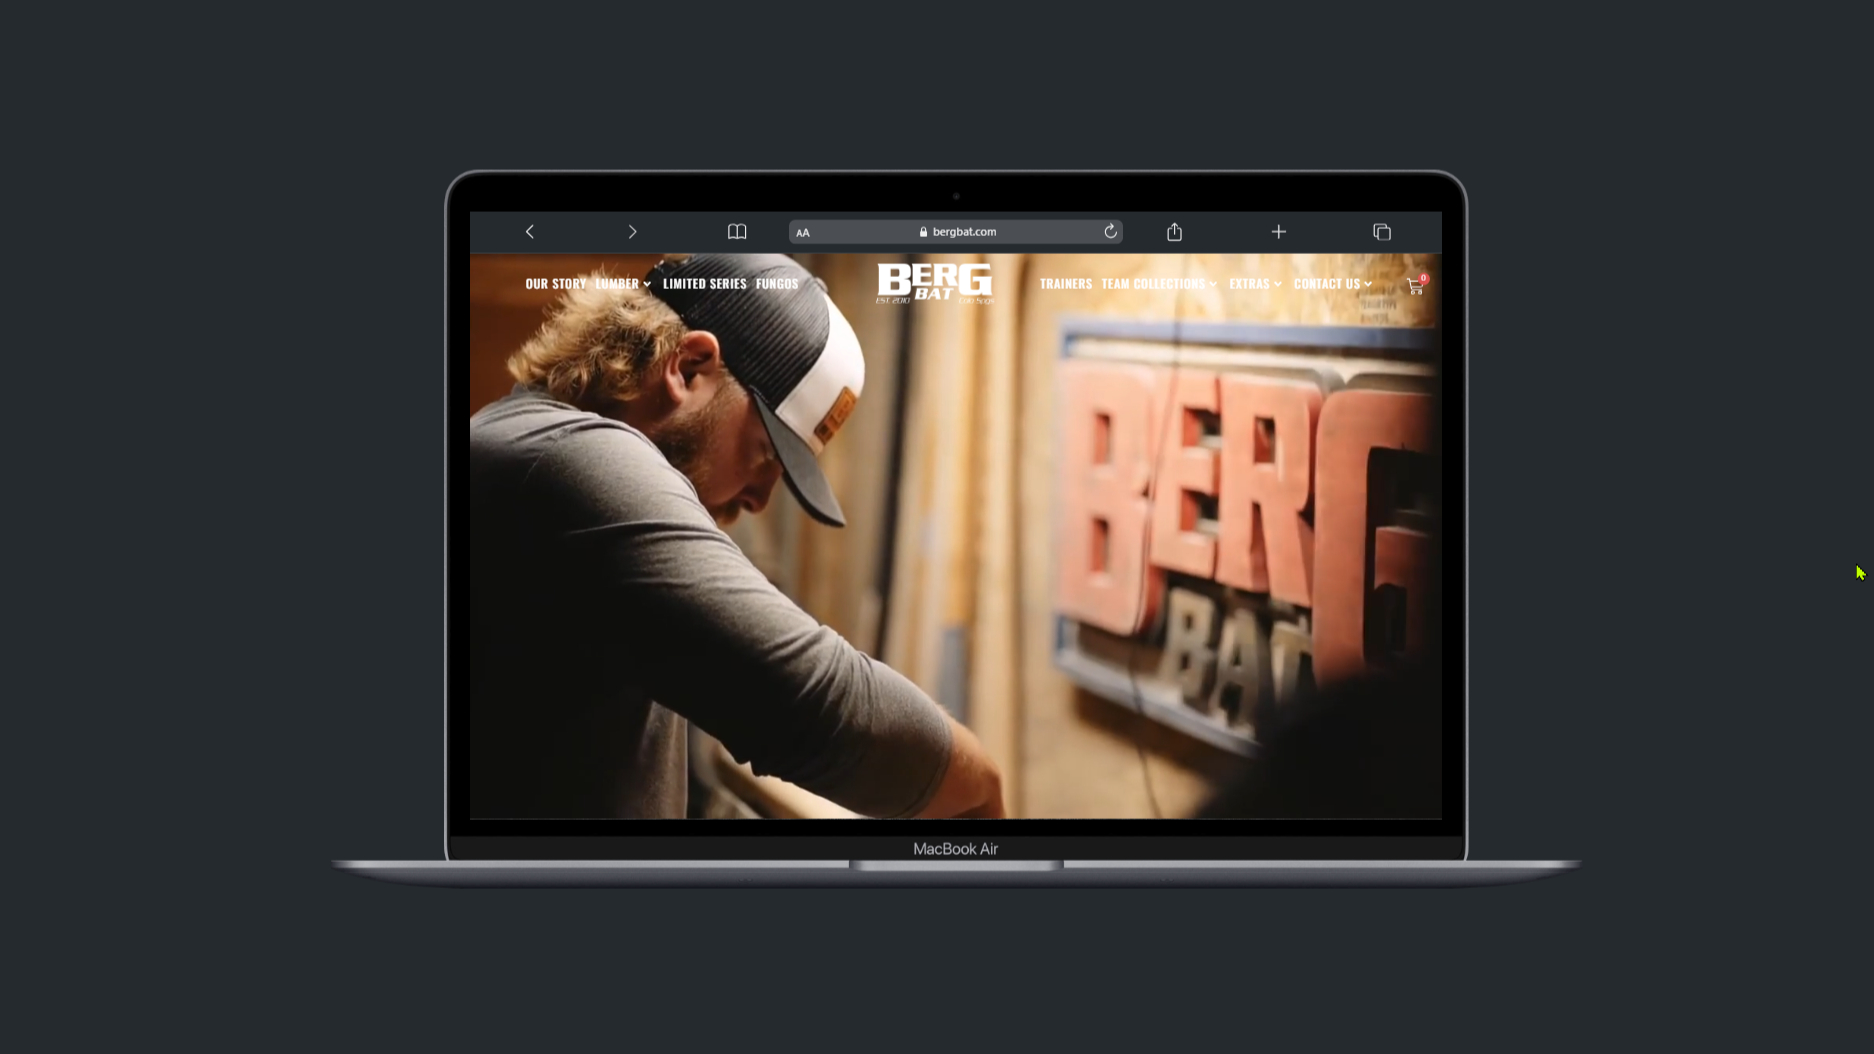 AA
bergbat.com
OUR STORY LUMBER LIMITED SERIES FUNGOS
BERG
BAT
EST. 2010
TRAINERS TEAM COLLECTIONS EXTRAS CONTACT US
0
BERG
BAT
MacBook Air